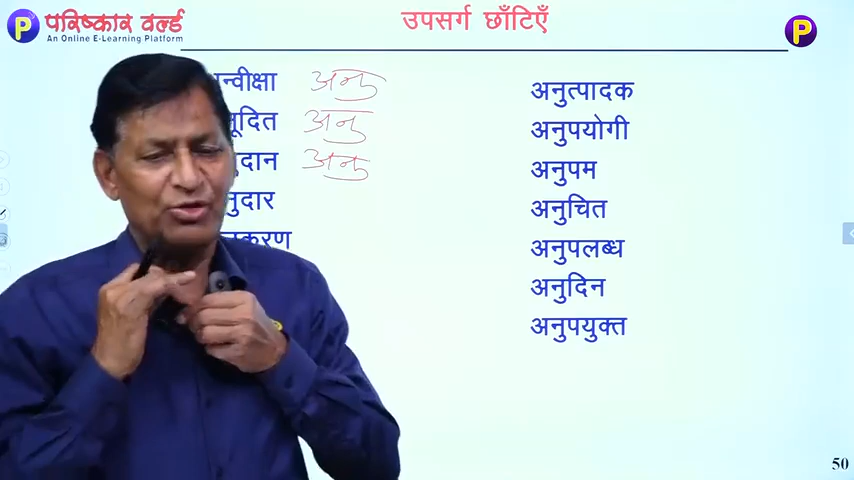 परिष्कार वर्ल्ड
An Online E-Learning Platform
उपसर्ग छाँटिएँ
अनु
अनु
अनु
अनुत्पादक
अनुपयोगी
अनुपम
अनुचित
अनुपलब्ध
अनुदिन
अनुपयुक्त
50